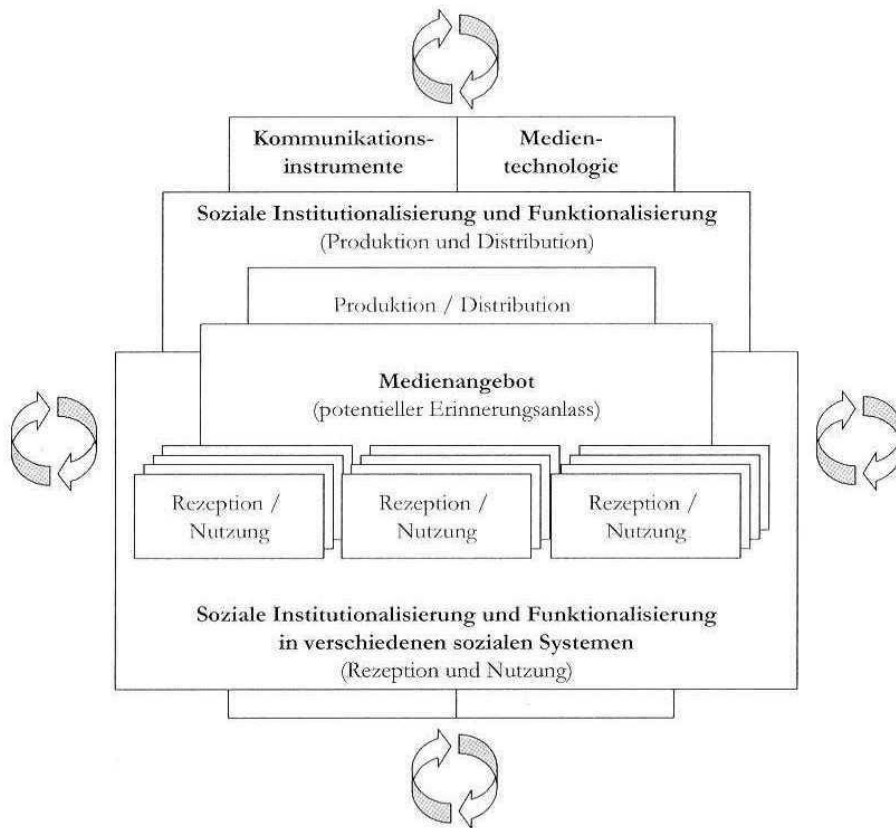 Kommunikations-
instrumente
Medien-
technologie
Soziale Institutionalisierung und Funktionalisierung
(Produktion und Distribution)
Produktion / Distribution
Medienangebot
(potentieller Erinnerungsanlass)
Rezeption /
Nutzung
Rezeption /
Nutzung
Rezeption /
Nutzung
Soziale Institutionalisierung und Funktionalisierung
in verschiedenen sozialen Systemen
(Rezeption und Nutzung)